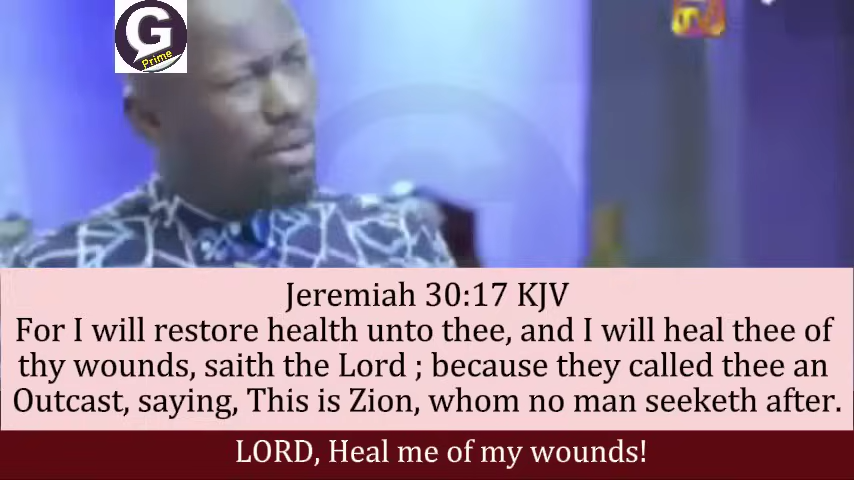 G
Prime
Jeremiah 30:17 KJV
For I will restore health unto thee, and I will heal thee of
thy wounds, saith the Lord ; because they called thee an
Outcast, saying, This is Zion, whom no man seeketh after.
LORD, Heal me of my wounds!